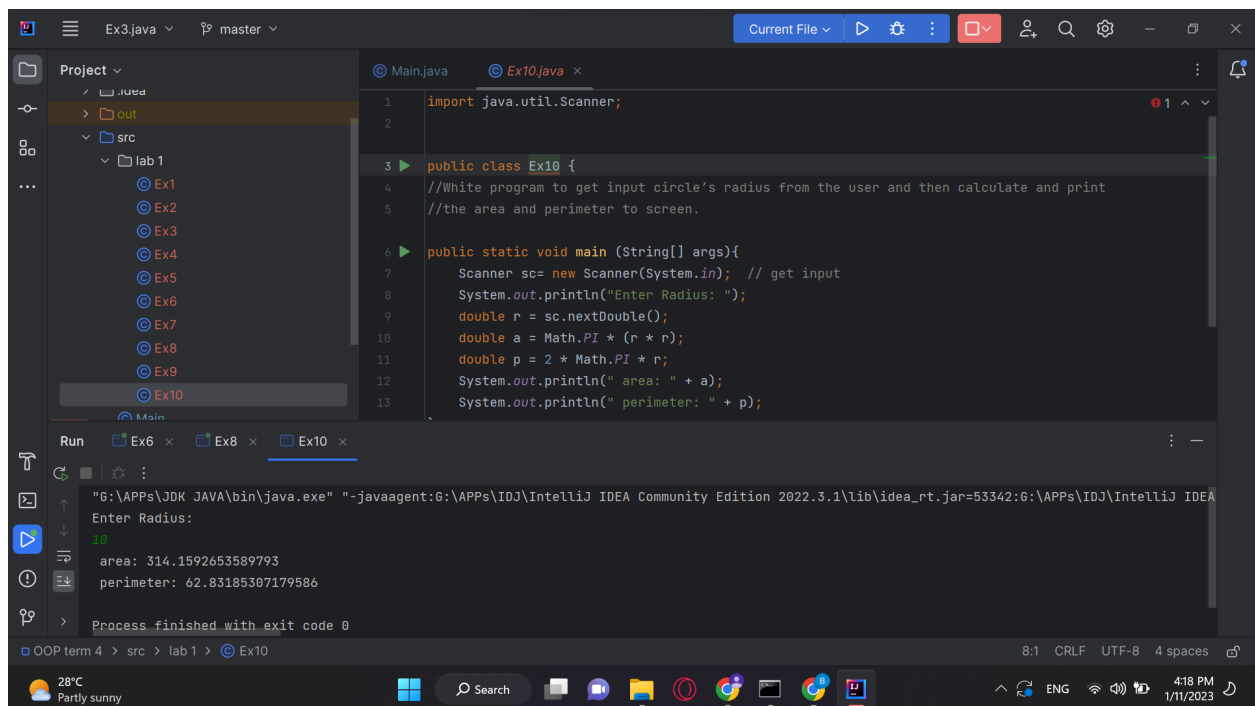 Ex3.java
master
Current File
Project
.idea
out
src
lab 1
Ex1
Ex2
Ex3
Ex4
Ex5
Ex6
Ex7
Ex8
Ex9
Ex10
Main
Main.java
Ex10.java
1 import java.util.Scanner;
2
3 public class Ex10 {
4 //White program to get input circle's radius from the user and then calculate and print
5 //the area and perimeter to screen.
6 public static void main (String[] args){
7 Scanner sc= new Scanner(System.in);  // get input
8 System.out.println("Enter Radius: ");
9 double r = sc.nextDouble();
10 double a = Math.PI * (r * r);
11 double p = 2 * Math.PI * r;
12 System.out.println(" area: " + a);
13 System.out.println(" perimeter: " + p);
1
Run
Ex6
Ex8
Ex10
"G:\APPs\JDK JAVA\bin\java.exe" "-javaagent:G:\APPs\IDJ\IntelliJ IDEA Community Edition 2022.3.1\lib\idea_rt.jar=53342:G:\APPs\IDJ\IntelliJ IDEA
Enter Radius:
10
area: 314.1592653589793
perimeter: 62.83185307179586
Process finished with exit code 0
OOP term 4 > src > lab 1 > Ex10
8:1 CRLF UTF-8 4 spaces
28°C
Partly sunny
Search
ENG
4:18 PM
1/11/2023